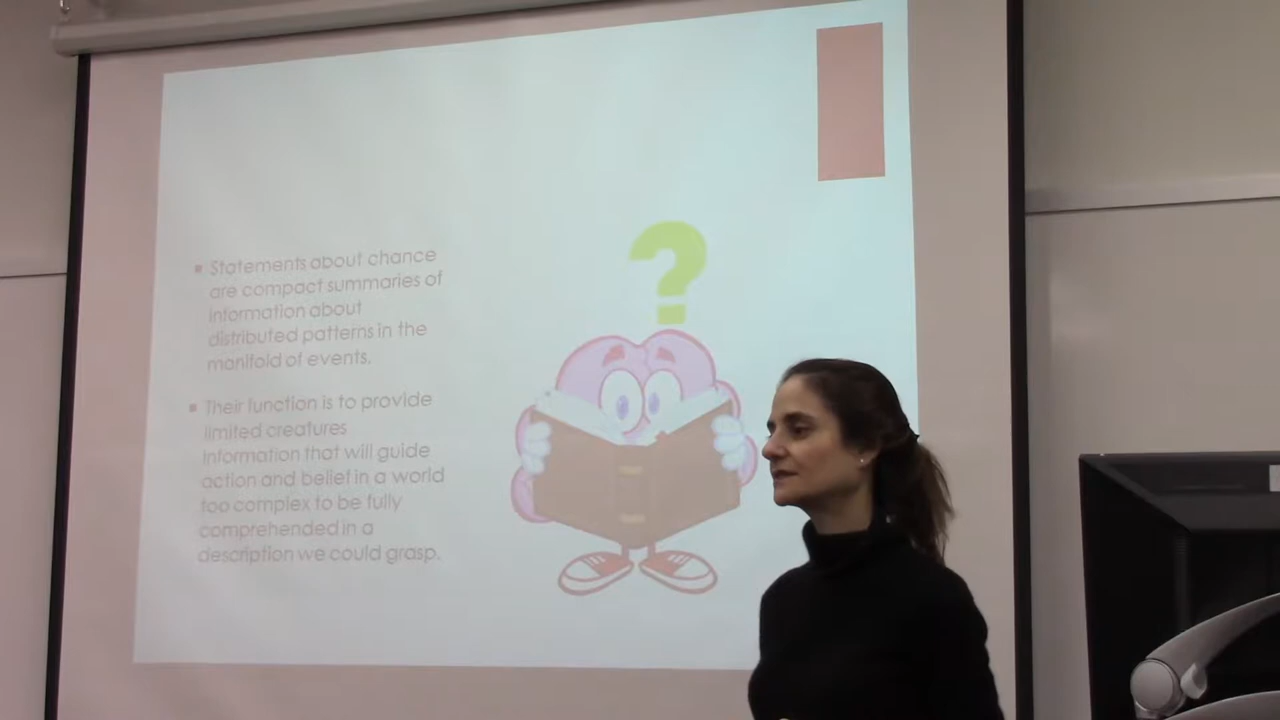 Statements about chance
are compact summaries of
information about
distributed patterns in the
manifold of events.
Their function is to provide
limited creatures
information that will guide
action and belief in a world
too complex to be fully
comprehended in a
description we could grasp.
?